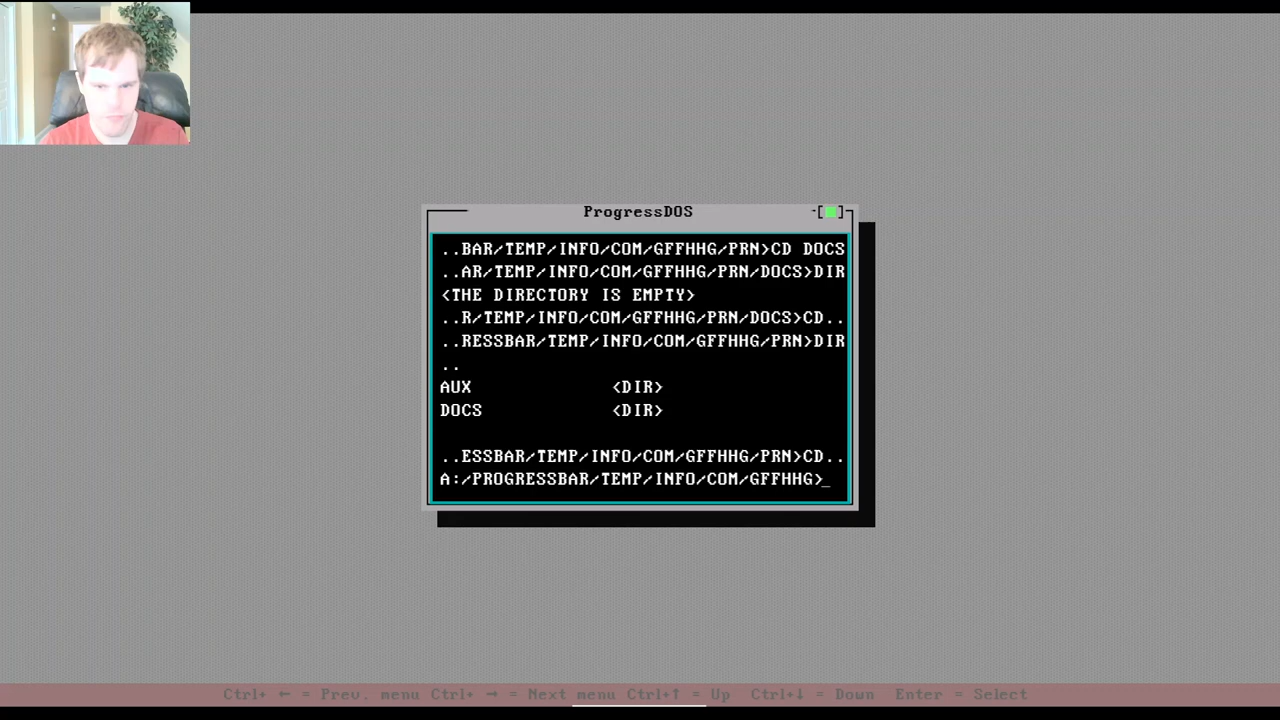 ProgressDOS
[■]
..BAR/TEMP/INFO/COM/GFFHHG/PRN>CD DOCS
..AR/TEMP/INFO/COM/GFFHHG/PRN/DOCS>DIR
<THE DIRECTORY IS EMPTY>
..R/TEMP/INFO/COM/GFFHHG/PRN/DOCS>CD..
..RESSBAR/TEMP/INFO/COM/GFFHHG/PRN>DIR
..
AUX <DIR>
DOCS <DIR>
..ESSBAR/TEMP/INFO/COM/GFFHHG/PRN>CD..
A:/PROGRESSBAR/TEMP/INFO/COM/GFFHHG>_
Ctrl+ ← = Prev. menu Ctrl+ → = Next menu Ctrl+↑ = Up Ctrl+↓ = Down Enter = Select